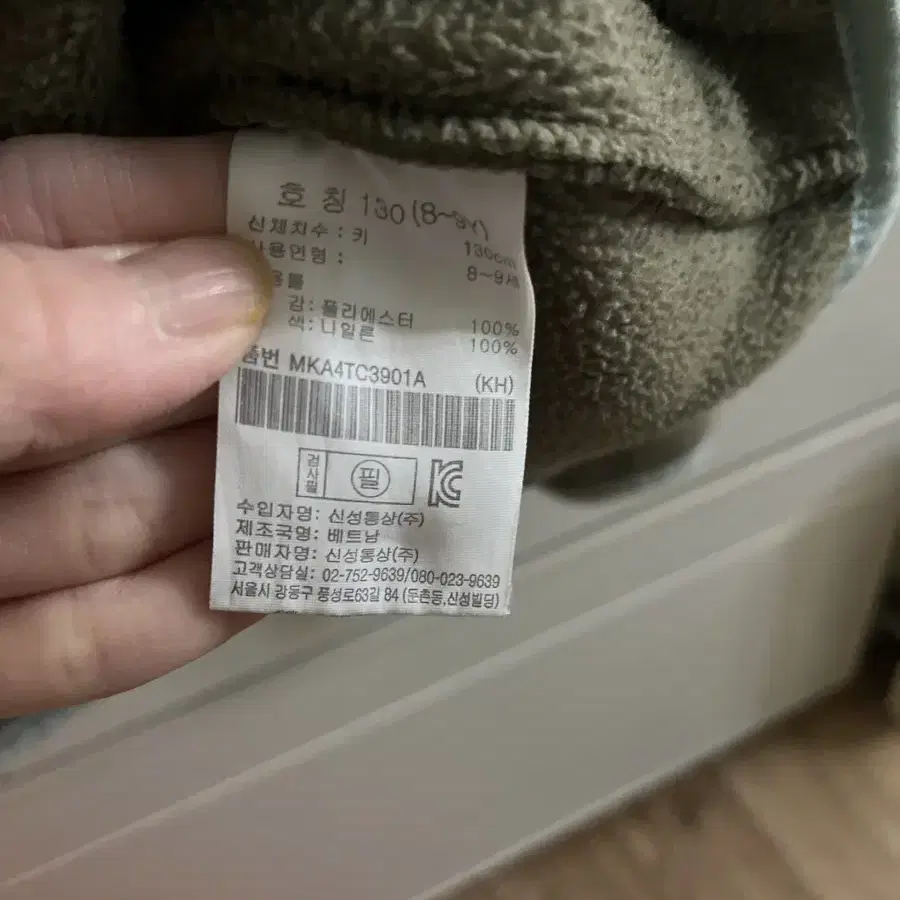 호 칭 130 (8~9Y)
신체치수 : 키 130cm
사용연령 : 8~9세
용률
감: 폴리에스터 100%
색: 나일론 100%
품번 MKA4TC3901A (KH)
검사필 필
수입자명: 신성통상(주)
제조국명: 베트남
판매자명: 신성통상(주)
고객상담실: 02-752-9639/080-023-9639
서울시 강동구 풍성로63길 84 (둔촌동,신성빌딩)